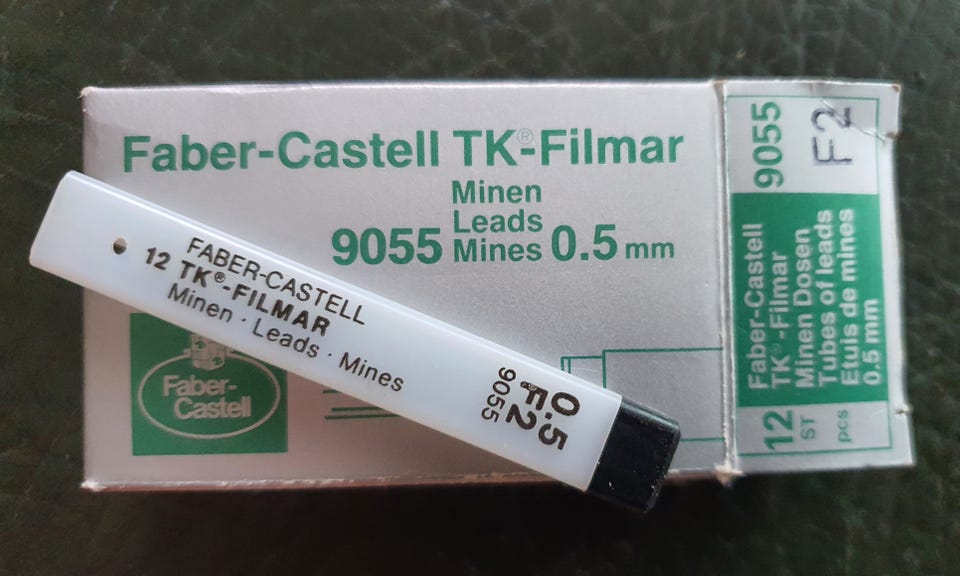 Faber-Castell TK®-Filmar
Minen
Leads
9055 Mines 0.5 mm
Faber-
Castell
FABER-CASTELL
12 TK®-FILMAR
Minen · Leads · Mines
0.5
F2
9055
9055
F2
Faber-Castell
TK®-Filmar
Minen Dosen
Tubes of leads
Etuis de mines
0.5 mm
12
ST
pcs